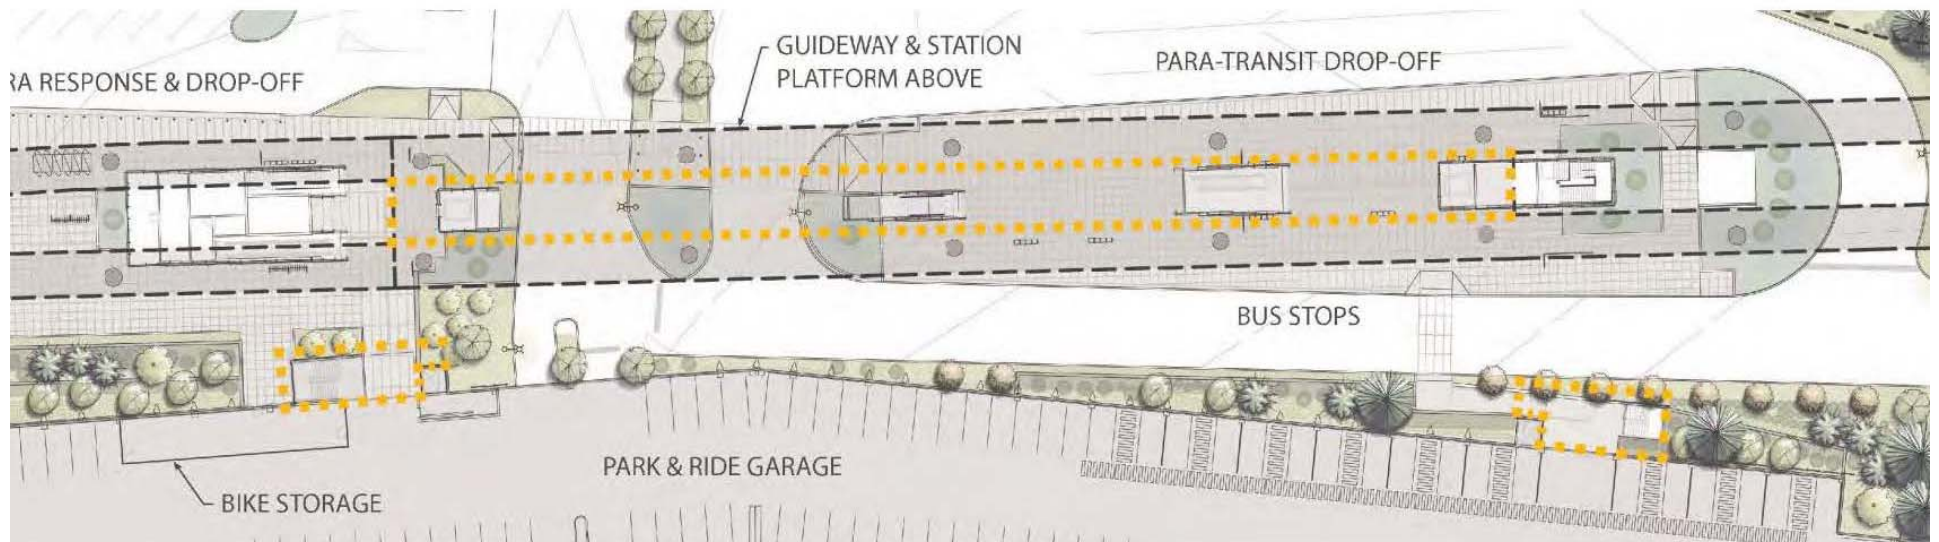 RA RESPONSE & DROP-OFF
GUIDEWAY & STATION
PLATFORM ABOVE
PARA-TRANSIT DROP-OFF
BUS STOPS
PARK & RIDE GARAGE
BIKE STORAGE